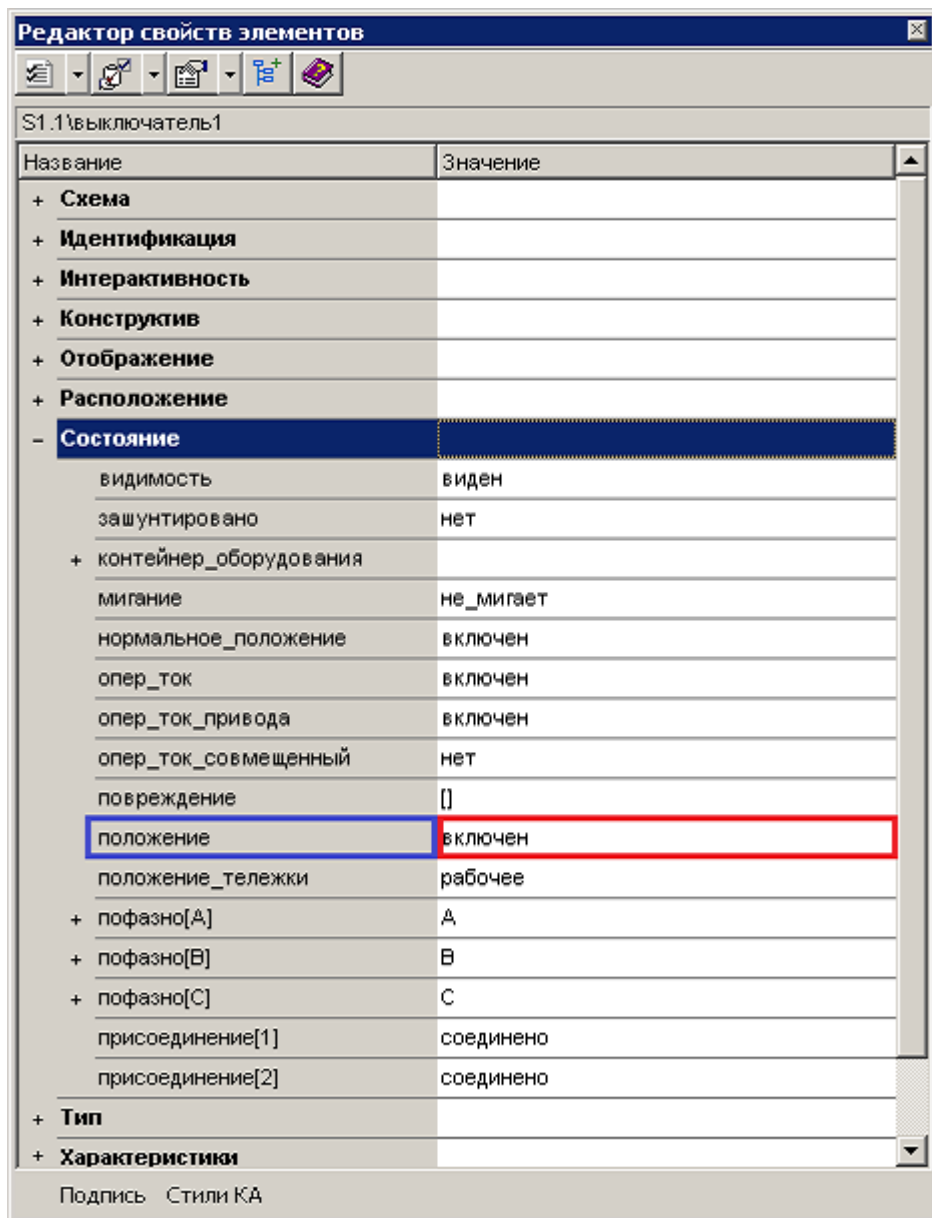 Редактор свойств элементов
S1.1\выключатель1
Название Значение
+ Схема
+ Идентификация
+ Интерактивность
+ Конструктив
+ Отображение
+ Расположение
− Состояние
видимость виден
зашунтировано нет
+ контейнер_оборудования
мигание не_мигает
нормальное_положение включен
опер_ток включен
опер_ток_привода включен
опер_ток_совмещенный нет
повреждение []
положение включен
положение_тележки рабочее
+ пофазно[A] A
+ пофазно[B] B
+ пофазно[C] C
присоединение[1] соединено
присоединение[2] соединено
+ Тип
+ Характеристики
Подпись Стили КА